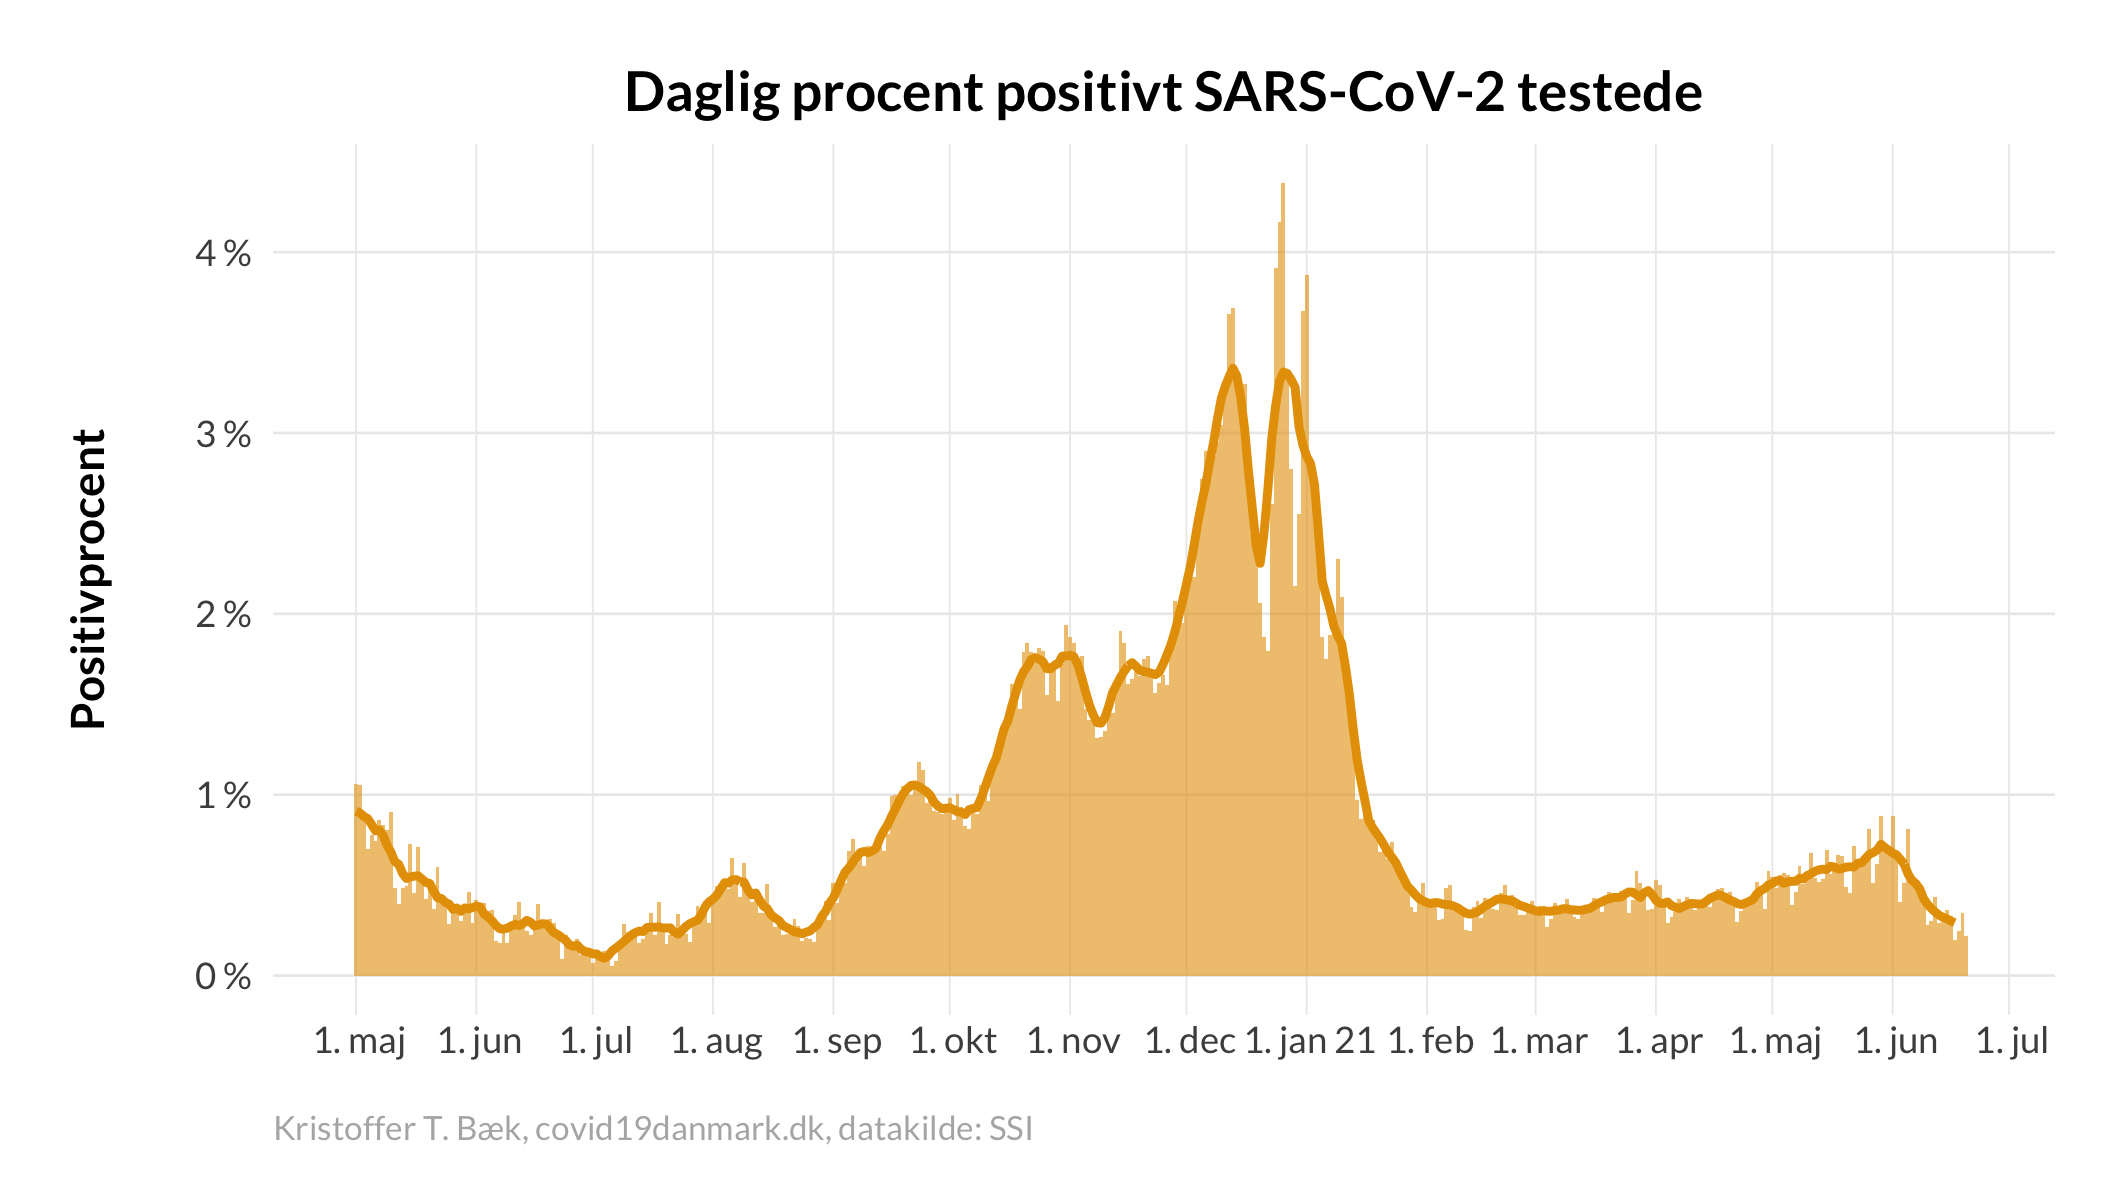 Daglig procent positivt SARS-CoV-2 testede
Positivprocent
4 %
3 %
2 %
1 %
0 %
1. maj 1. jun 1. jul 1. aug 1. sep 1. okt 1. nov 1. dec 1. jan 21 1. feb 1. mar 1. apr 1. maj 1. jun 1. jul
Kristoffer T. Bæk, covid19danmark.dk, datakilde: SSI